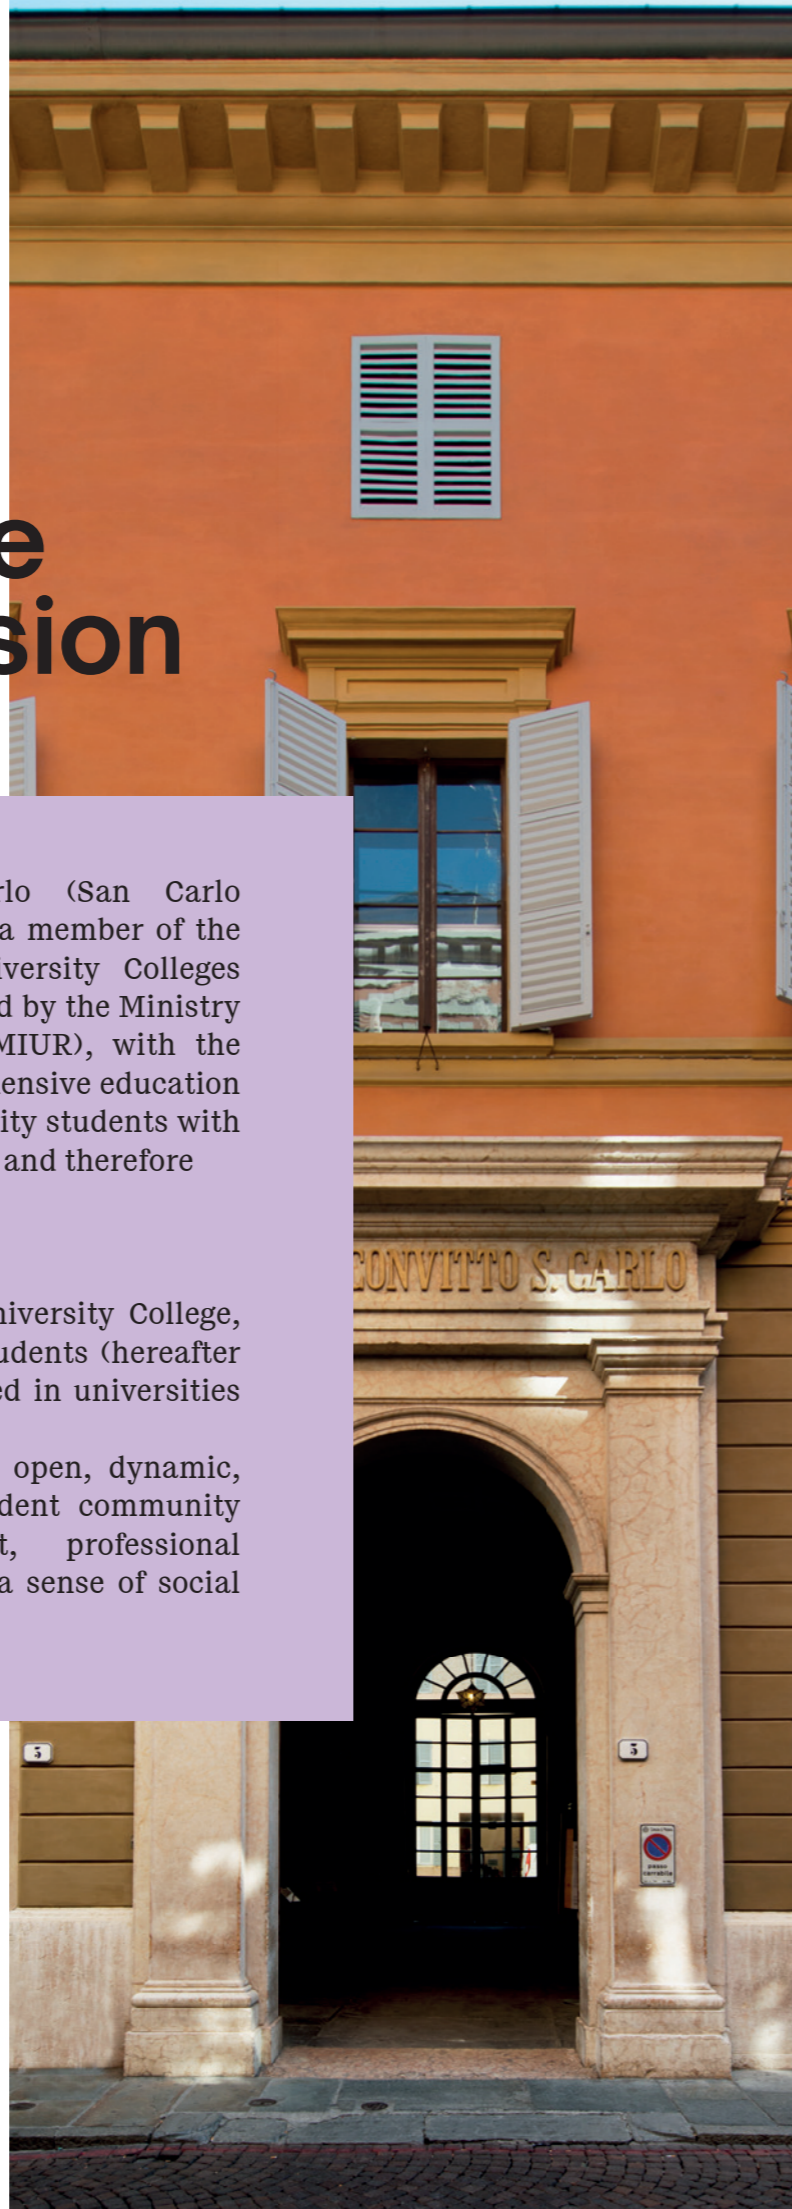 e
sion
rlo (San Carlo
a member of the
iversity Colleges
d by the Ministry
MIUR), with the
ensive education
ity students with
and therefore
niversity College,
udents (hereafter
ed in universities
open, dynamic,
dent community
t, professional
a sense of social
CONVITTO S. CARLO
5
5
passo
carrabile